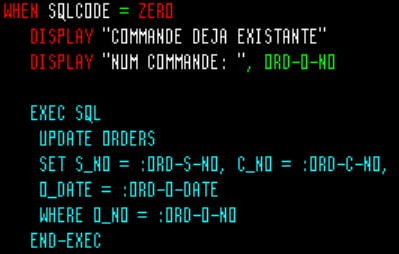 WHEN SQLCODE = ZERO
DISPLAY "COMMANDE DEJA EXISTANTE"
DISPLAY "NUM COMMANDE: ", ORD-O-NO
EXEC SQL
UPDATE ORDERS
SET S_NO = :ORD-S-NO, C_NO = :ORD-C-NO,
O_DATE = :ORD-O-DATE
WHERE O_NO = :ORD-O-NO
END-EXEC